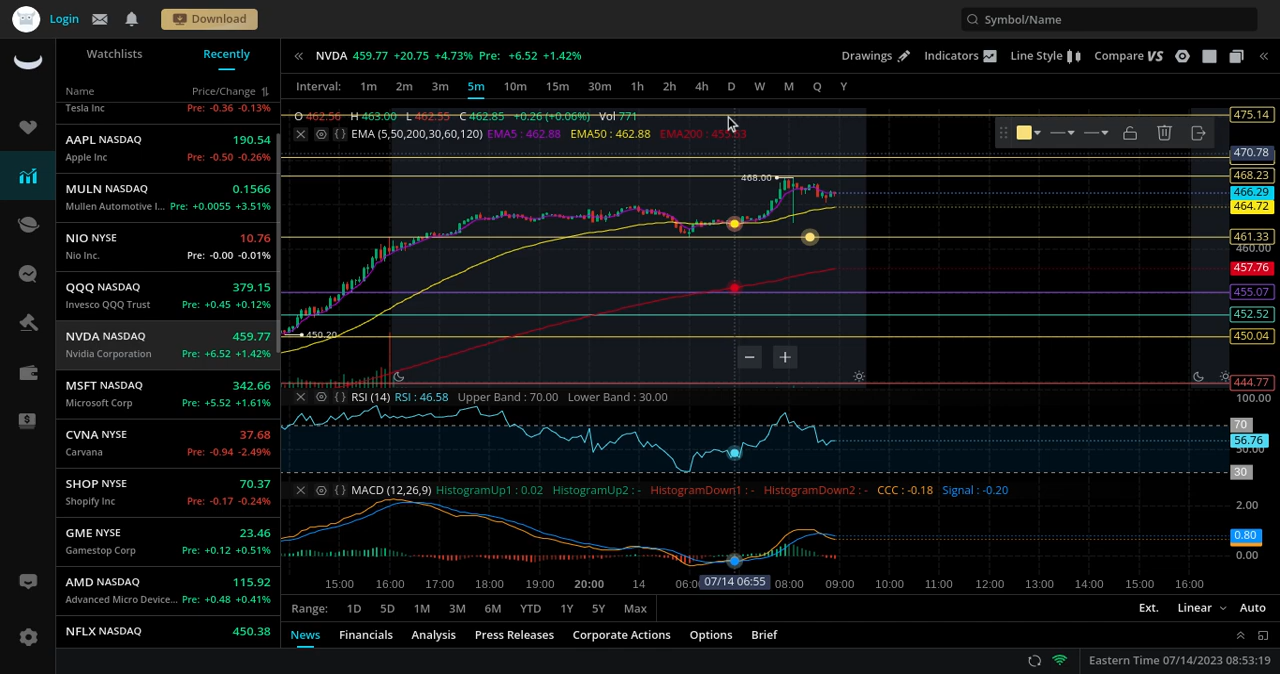 Login
Download
Symbol/Name
Watchlists Recently
Name Price/Change
Tesla Inc Pre: -0.36 -0.13%
AAPL NASDAQ 190.54
Apple Inc Pre: -0.50 -0.26%
MULN NASDAQ 0.1566
Mullen Automotive I... Pre: +0.0055 +3.51%
NIO NYSE 10.76
Nio Inc. Pre: -0.00 -0.01%
QQQ NASDAQ 379.15
Invesco QQQ Trust Pre: +0.45 +0.12%
NVDA NASDAQ 459.77
Nvidia Corporation Pre: +6.52 +1.42%
MSFT NASDAQ 342.66
Microsoft Corp Pre: +5.52 +1.61%
CVNA NYSE 37.68
Carvana Pre: -0.94 -2.49%
SHOP NYSE 70.37
Shopify Inc Pre: -0.17 -0.24%
GME NYSE 23.46
Gamestop Corp Pre: +0.12 +0.51%
AMD NASDAQ 115.92
Advanced Micro Device... Pre: +0.48 +0.41%
NFLX NASDAQ 450.38
NVDA 459.77 +20.75 +4.73% Pre: +6.52 +1.42%
Drawings Indicators Line Style Compare VS
Interval: 1m 2m 3m 5m 10m 15m 30m 1h 2h 4h D W M Q Y
O 462.56 H 463.00 L 462.55 C 462.85 +0.26 (+0.06%) Vol 771
EMA (5,50,200,30,60,120) EMA5 : 462.88 EMA50 : 462.88 EMA200 : 455.33
468.00
450.20
475.14
470.78
468.23
466.29
464.72
461.33
460.00
457.76
455.07
452.52
450.04
444.77
RSI (14) RSI : 46.58 Upper Band : 70.00 Lower Band : 30.00
100.00
70
56.76
50.00
30
MACD (12,26,9) HistogramUp1 : 0.02 HistogramUp2 : - HistogramDown1 : - HistogramDown2 : - CCC : -0.18 Signal : -0.20
2.00
0.80
0.00
15:00 16:00 17:00 18:00 19:00 20:00 14 06:0 07/14 06:55 08:00 09:00 10:00 11:00 12:00 13:00 14:00 15:00 16:00
Range: 1D 5D 1M 3M 6M YTD 1Y 5Y Max
Ext. Linear Auto
News Financials Analysis Press Releases Corporate Actions Options Brief
Eastern Time 07/14/2023 08:53:19